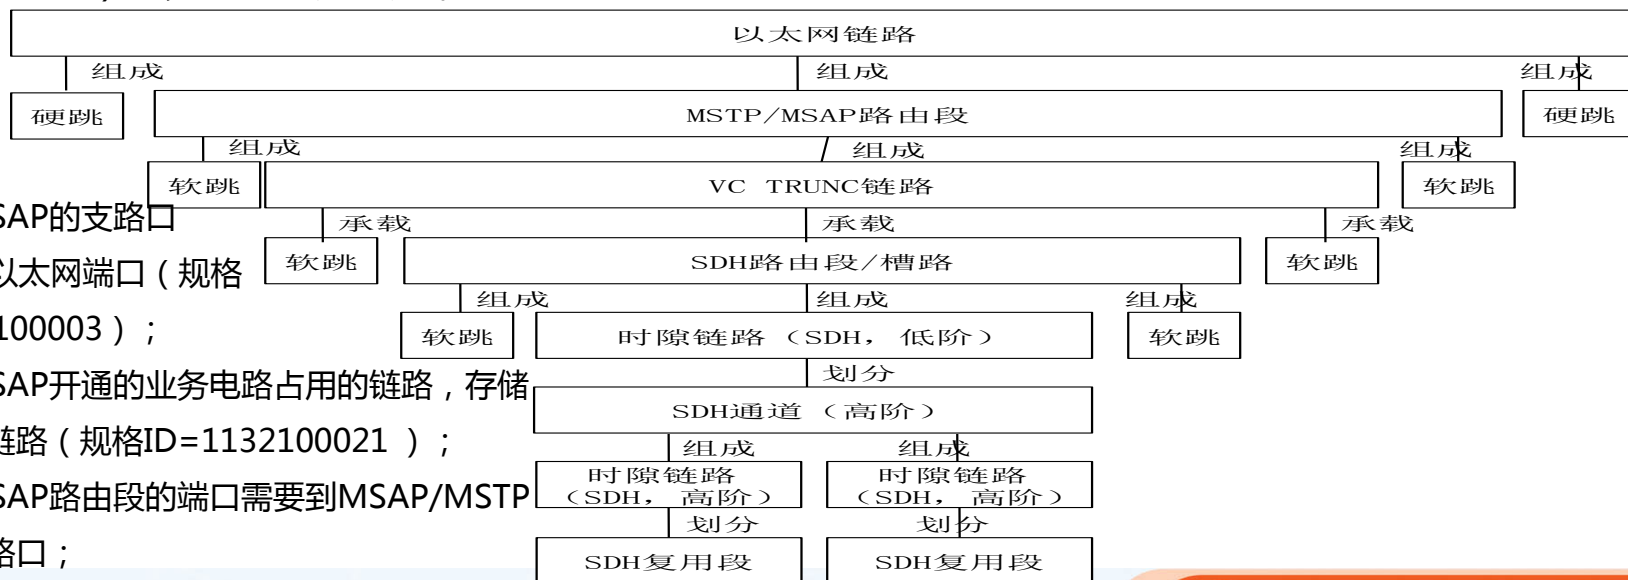 以太网链路
组成 组成 组成
硬跳 MSTP/MSAP路由段 硬跳
组成 组成 组成
软跳 VC TRUNC链路 软跳
SAP的支路口
承载 承载 承载
以太网端口（规格
软跳 SDH路由段/槽路 软跳
组成 组成 组成
100003）；
软跳 时隙链路（SDH，低阶） 软跳
划分
SAP开通的业务电路占用的链路，存储
SDH通道（高阶）
链路（规格ID=1132100021 ）；
组成 组成
时隙链路 时隙链路
（SDH，高阶） （SDH，高阶）
SAP路由段的端口需要到MSAP/MSTP
划分 划分
路口；
SDH复用段 SDH复用段